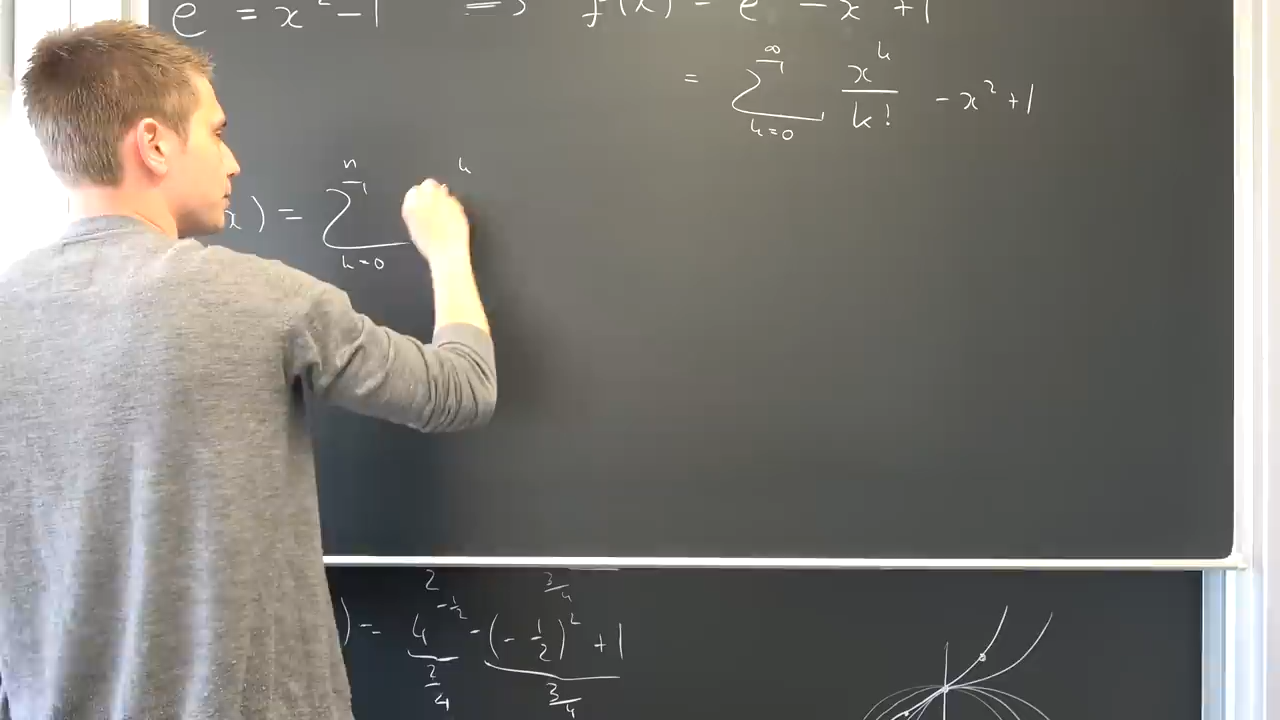 e = x² - 1 => f(x) = e - x + 1
= ∞ ∑ k=0 x^k / k! - x² + 1
x) = n ∑ k=0 k
) = 4^(-1/2) - (-1/2)² + 1
2 3/4
2/4 3/4